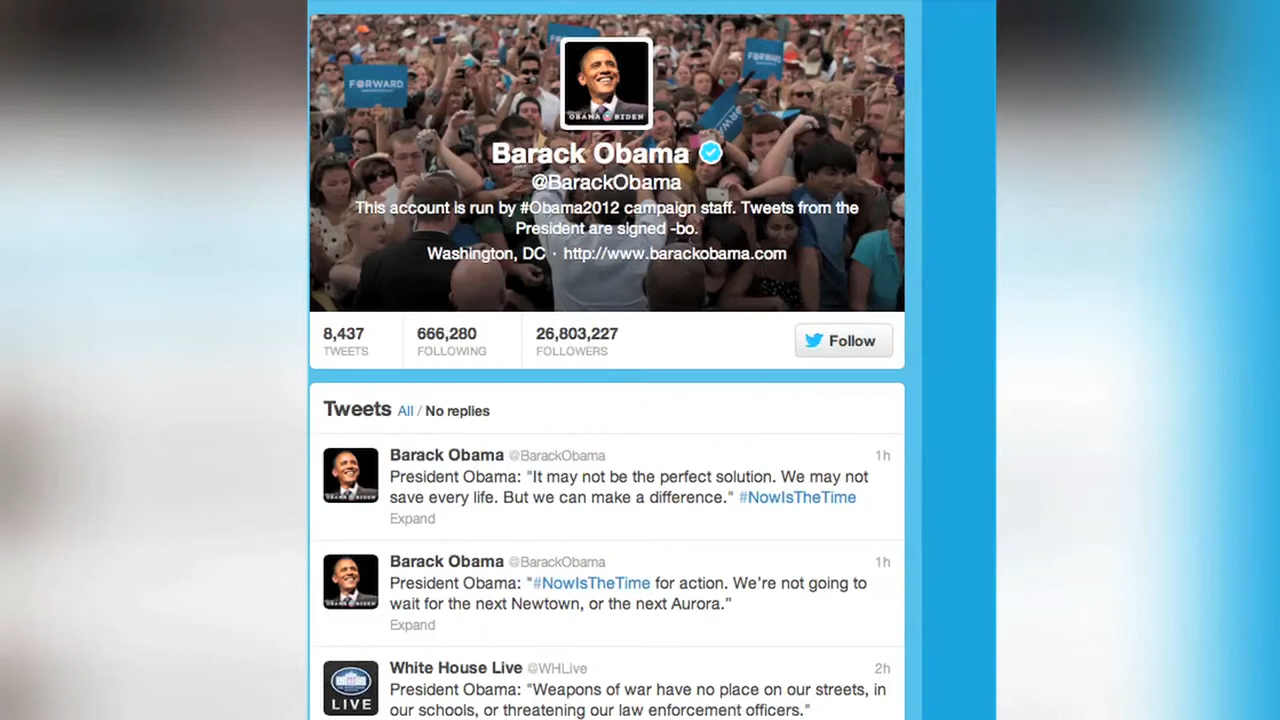 FORWARD
FORWARD
OBAMA BIDEN
Barack Obama
@BarackObama
This account is run by #Obama2012 campaign staff. Tweets from the
President are signed -bo.
Washington, DC · http://www.barackobama.com
8,437 666,280 26,803,227
TWEETS FOLLOWING FOLLOWERS
Follow
Tweets All / No replies
Barack Obama @BarackObama 1h
President Obama: "It may not be the perfect solution. We may not
save every life. But we can make a difference." #NowIsTheTime
Expand
Barack Obama @BarackObama 1h
President Obama: "#NowIsTheTime for action. We're not going to
wait for the next Newtown, or the next Aurora."
Expand
White House Live @WHLive 2h
LIVE
President Obama: "Weapons of war have no place on our streets, in
our schools, or threatening our law enforcement officers."